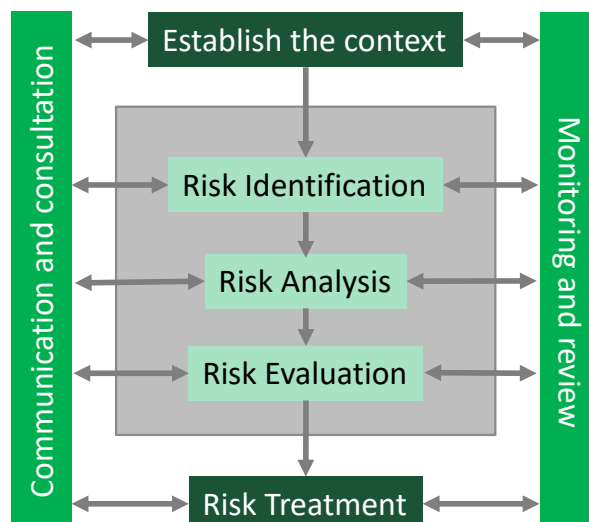 Establish the context
Communication and consultation
Monitoring and review
Risk Identification
Risk Analysis
Risk Evaluation
Risk Treatment